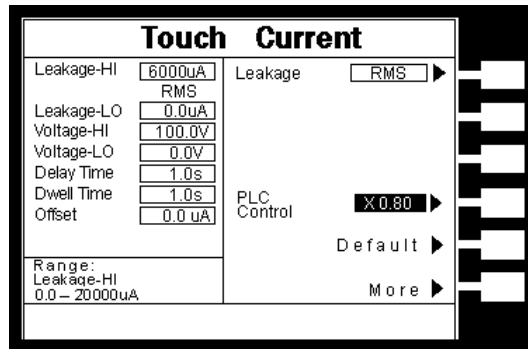 Touch Current
Leakage-HI 6000uA
RMS
Leakage-LO 0.0uA
Voltage-HI 100.0V
Voltage-LO 0.0V
Delay Time 1.0s
Dwell Time 1.0s
Offset 0.0 uA
Range:
Leakage-HI
0.0 – 20000uA
Leakage RMS
PLC
Control X 0.80
Default
More